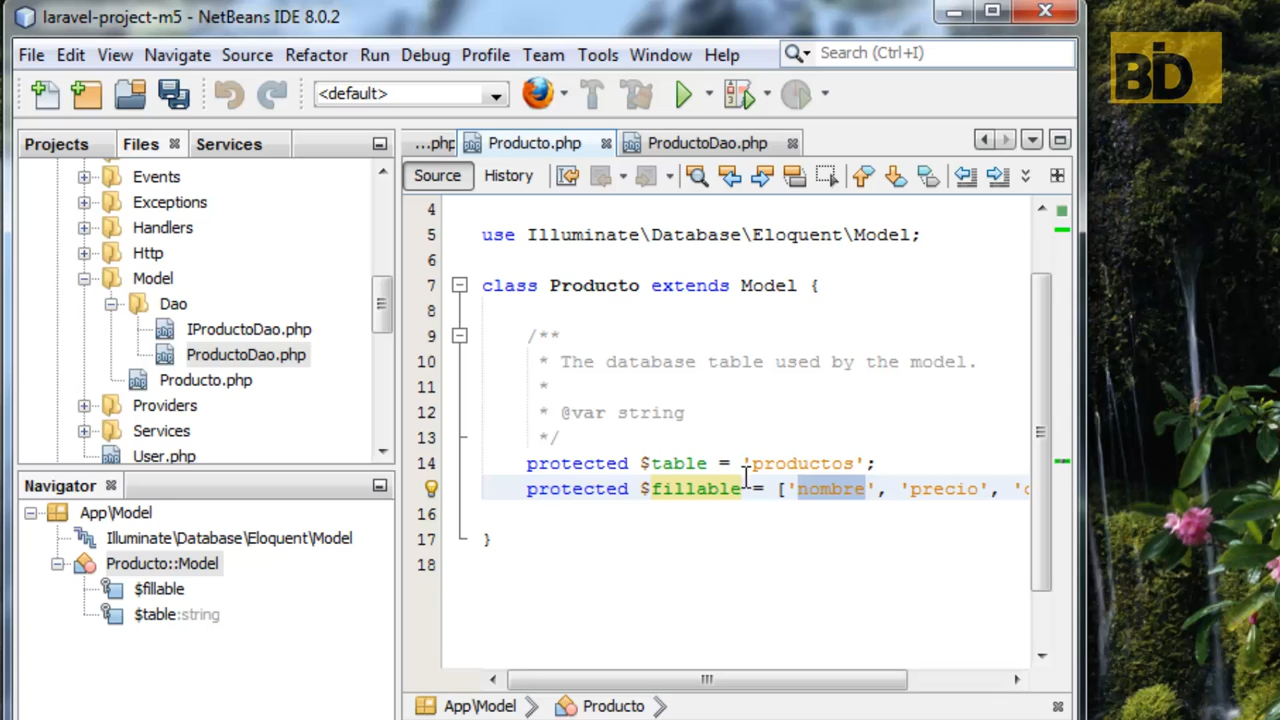 laravel-project-m5 - NetBeans IDE 8.0.2
BiD
File Edit View Navigate Source Refactor Run Debug Profile Team Tools Window Help
Search (Ctrl+I)
<default>
Projects Files Services
...php Producto.php ProductoDao.php
Source History
Events
Exceptions
Handlers
Http
Model
Dao
IProductoDao.php
ProductoDao.php
Producto.php
Providers
Services
User.php
4
5 use Illuminate\Database\Eloquent\Model;
6
7 class Producto extends Model {
8
9 /**
10 * The database table used by the model.
11 *
12 * @var string
13 */
14 protected $table = 'productos';
protected $fillable = ['nombre', 'precio', '
16
17 }
18
Navigator
App\Model
Illuminate\Database\Eloquent\Model
Producto::Model
$fillable
$table:string
App\Model Producto